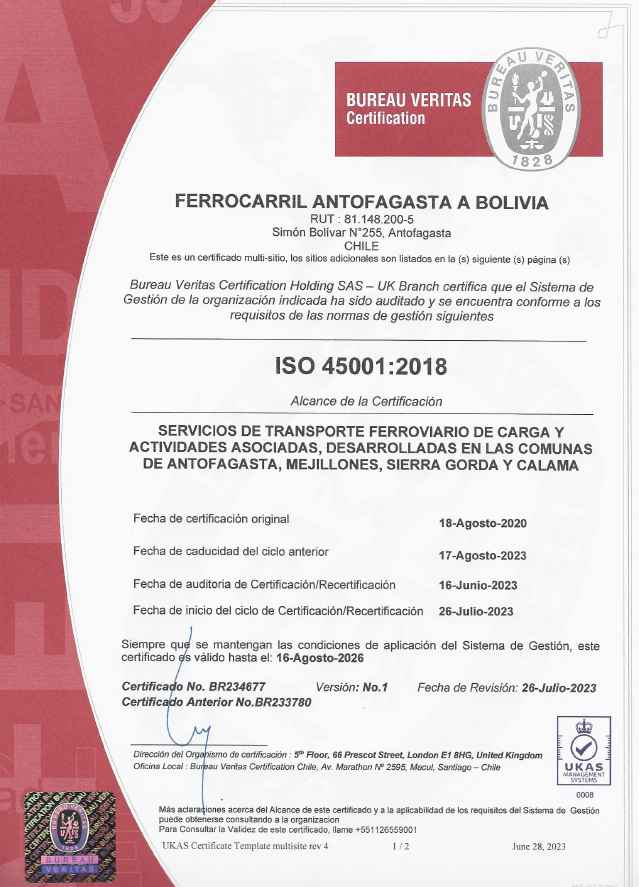 BUREAU VERITAS
Certification
BUREAU VERITAS
1828
FERROCARRIL ANTOFAGASTA A BOLIVIA
RUT : 81.148.200-5
Simón Bolívar N°255, Antofagasta
CHILE
Este es un certificado multi-sitio, los sitios adicionales son listados en la (s) siguiente (s) página (s)
Bureau Veritas Certification Holding SAS – UK Branch certifica que el Sistema de
Gestión de la organización indicada ha sido auditado y se encuentra conforme a los
requisitos de las normas de gestión siguientes
ISO 45001:2018
Alcance de la Certificación
SERVICIOS DE TRANSPORTE FERROVIARIO DE CARGA Y
ACTIVIDADES ASOCIADAS, DESARROLLADAS EN LAS COMUNAS
DE ANTOFAGASTA, MEJILLONES, SIERRA GORDA Y CALAMA
Fecha de certificación original 18-Agosto-2020
Fecha de caducidad del ciclo anterior 17-Agosto-2023
Fecha de auditoria de Certificación/Recertificación 16-Junio-2023
Fecha de inicio del ciclo de Certificación/Recertificación 26-Julio-2023
Siempre que se mantengan las condiciones de aplicación del Sistema de Gestión, este
certificado es válido hasta el: 16-Agosto-2026
Certificado No. BR234677 Versión: No.1 Fecha de Revisión: 26-Julio-2023
Certificado Anterior No.BR233780
Dirección del Organismo de certificación : 5th Floor, 66 Prescot Street, London E1 8HG, United Kingdom
Oficina Local : Bureau Veritas Certification Chile, Av. Marathon Nº 2595, Macul, Santiago – Chile
UKAS
MANAGEMENT
SYSTEMS
0008
Más aclaraciones acerca del Alcance de este certificado y a la aplicabilidad de los requisitos del Sistema de Gestión
puede obtenerse consultando a la organizacion
Para Consultar la Validez de este certificado, llame +551126559001
UKAS Certificate Template multisite rev 4 1 / 2 June 28, 2023
BUREAU
VERITAS